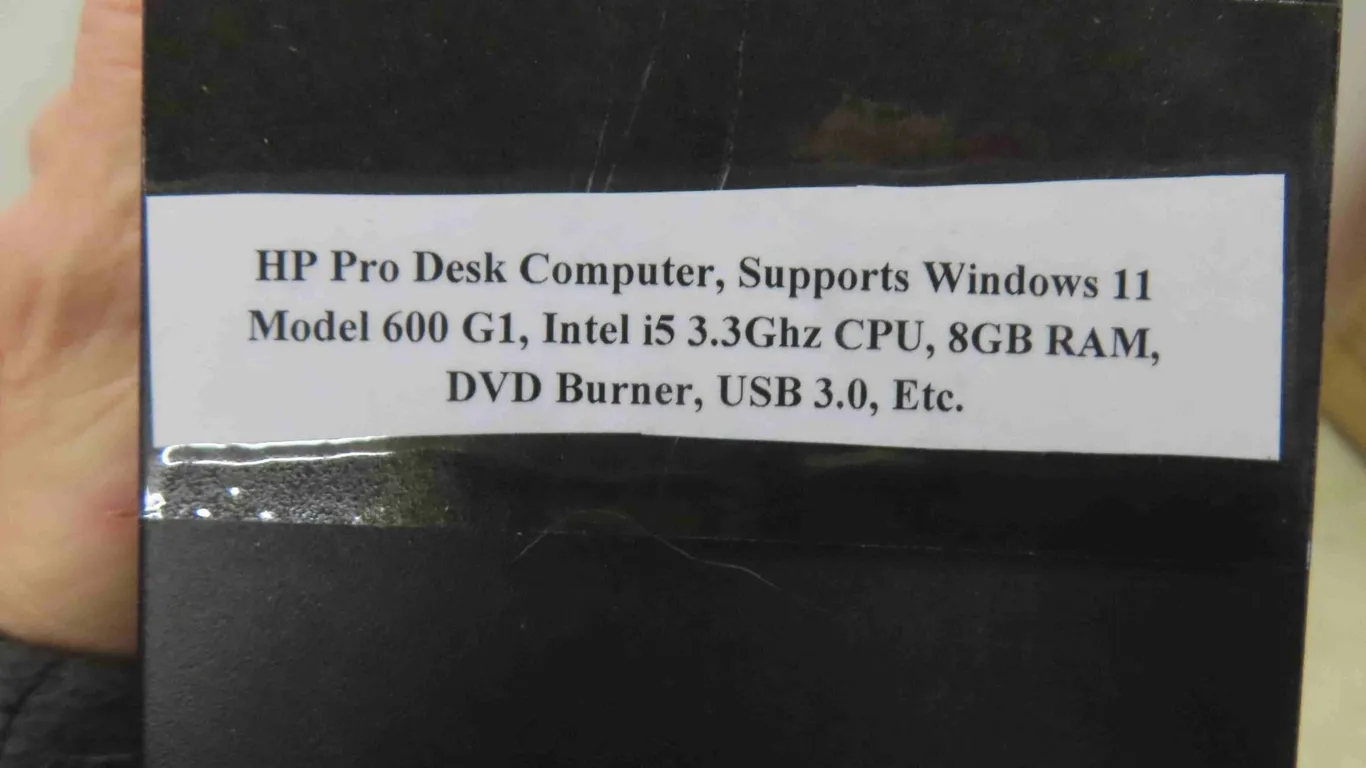 HP Pro Desk Computer, Supports Windows 11
Model 600 G1, Intel i5 3.3Ghz CPU, 8GB RAM,
DVD Burner, USB 3.0, Etc.